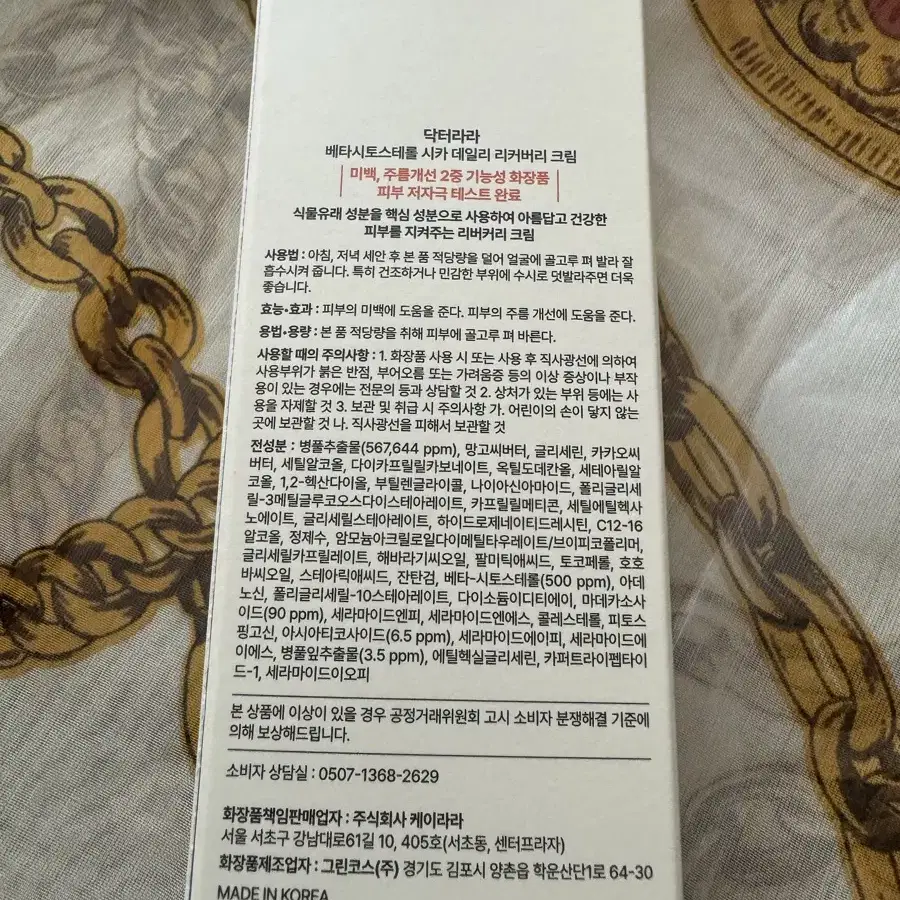 닥터라라
베타시토스테롤 시카 데일리 리커버리 크림
미백, 주름개선 2중 기능성 화장품
피부 저자극 테스트 완료
식물유래 성분을 핵심 성분으로 사용하여 아름답고 건강한
피부를 지켜주는 리버커리 크림
사용법 : 아침, 저녁 세안 후 본 품 적당량을 덜어 얼굴에 골고루 펴 발라 잘
흡수시켜 줍니다. 특히 건조하거나 민감한 부위에 수시로 덧발라주면 더욱
좋습니다.
효능•효과 : 피부의 미백에 도움을 준다. 피부의 주름 개선에 도움을 준다.
용법•용량 : 본 품 적당량을 취해 피부에 골고루 펴 바른다.
사용할 때의 주의사항 : 1. 화장품 사용 시 또는 사용 후 직사광선에 의하여
사용부위가 붉은 반점, 부어오름 또는 가려움증 등의 이상 증상이나 부작
용이 있는 경우에는 전문의 등과 상담할 것 2. 상처가 있는 부위 등에는 사
용을 자제할 것 3. 보관 및 취급 시 주의사항 가. 어린이의 손이 닿지 않는
곳에 보관할 것 나. 직사광선을 피해서 보관할 것
전성분 : 병풀추출물(567,644 ppm), 망고씨버터, 글리세린, 카카오씨
버터, 세틸알코올, 다이카프릴릴카보네이트, 옥틸도데칸올, 세테아릴알
코올, 1,2-헥산다이올, 부틸렌글라이콜, 나이아신아마이드, 폴리글리세
릴-3메틸글루코오스다이스테아레이트, 카프릴릴메티콘, 세틸에틸헥사
노에이트, 글리세릴스테아레이트, 하이드로제네이티드레시틴, C12-16
알코올, 정제수, 암모늄아크릴로일다이메틸타우레이트/브이피코폴리머,
글리세릴카프릴레이트, 해바라기씨오일, 팔미틱애씨드, 토코페롤, 호호
바씨오일, 스테아릭애씨드, 잔탄검, 베타-시토스테롤(500 ppm), 아데
노신, 폴리글리세릴-10스테아레이트, 다이소듐이디티에이, 마데카소사
이드(90 ppm), 세라마이드엔피, 세라마이드엔에스, 콜레스테롤, 피토스
핑고신, 아시아티코사이드(6.5 ppm), 세라마이드에이피, 세라마이드에
이에스, 병풀잎추출물(3.5 ppm), 에틸헥실글리세린, 카퍼트라이펩타이
드-1, 세라마이드이오피
본 상품에 이상이 있을 경우 공정거래위원회 고시 소비자 분쟁해결 기준에
의해 보상해드립니다.
소비자 상담실 : 0507-1368-2629
화장품책임판매업자 : 주식회사 케이라라
서울 서초구 강남대로61길 10, 405호(서초동, 센터프라자)
화장품제조업자 : 그린코스(주) 경기도 김포시 양촌읍 학운산단1로 64-30
MADE IN KOREA